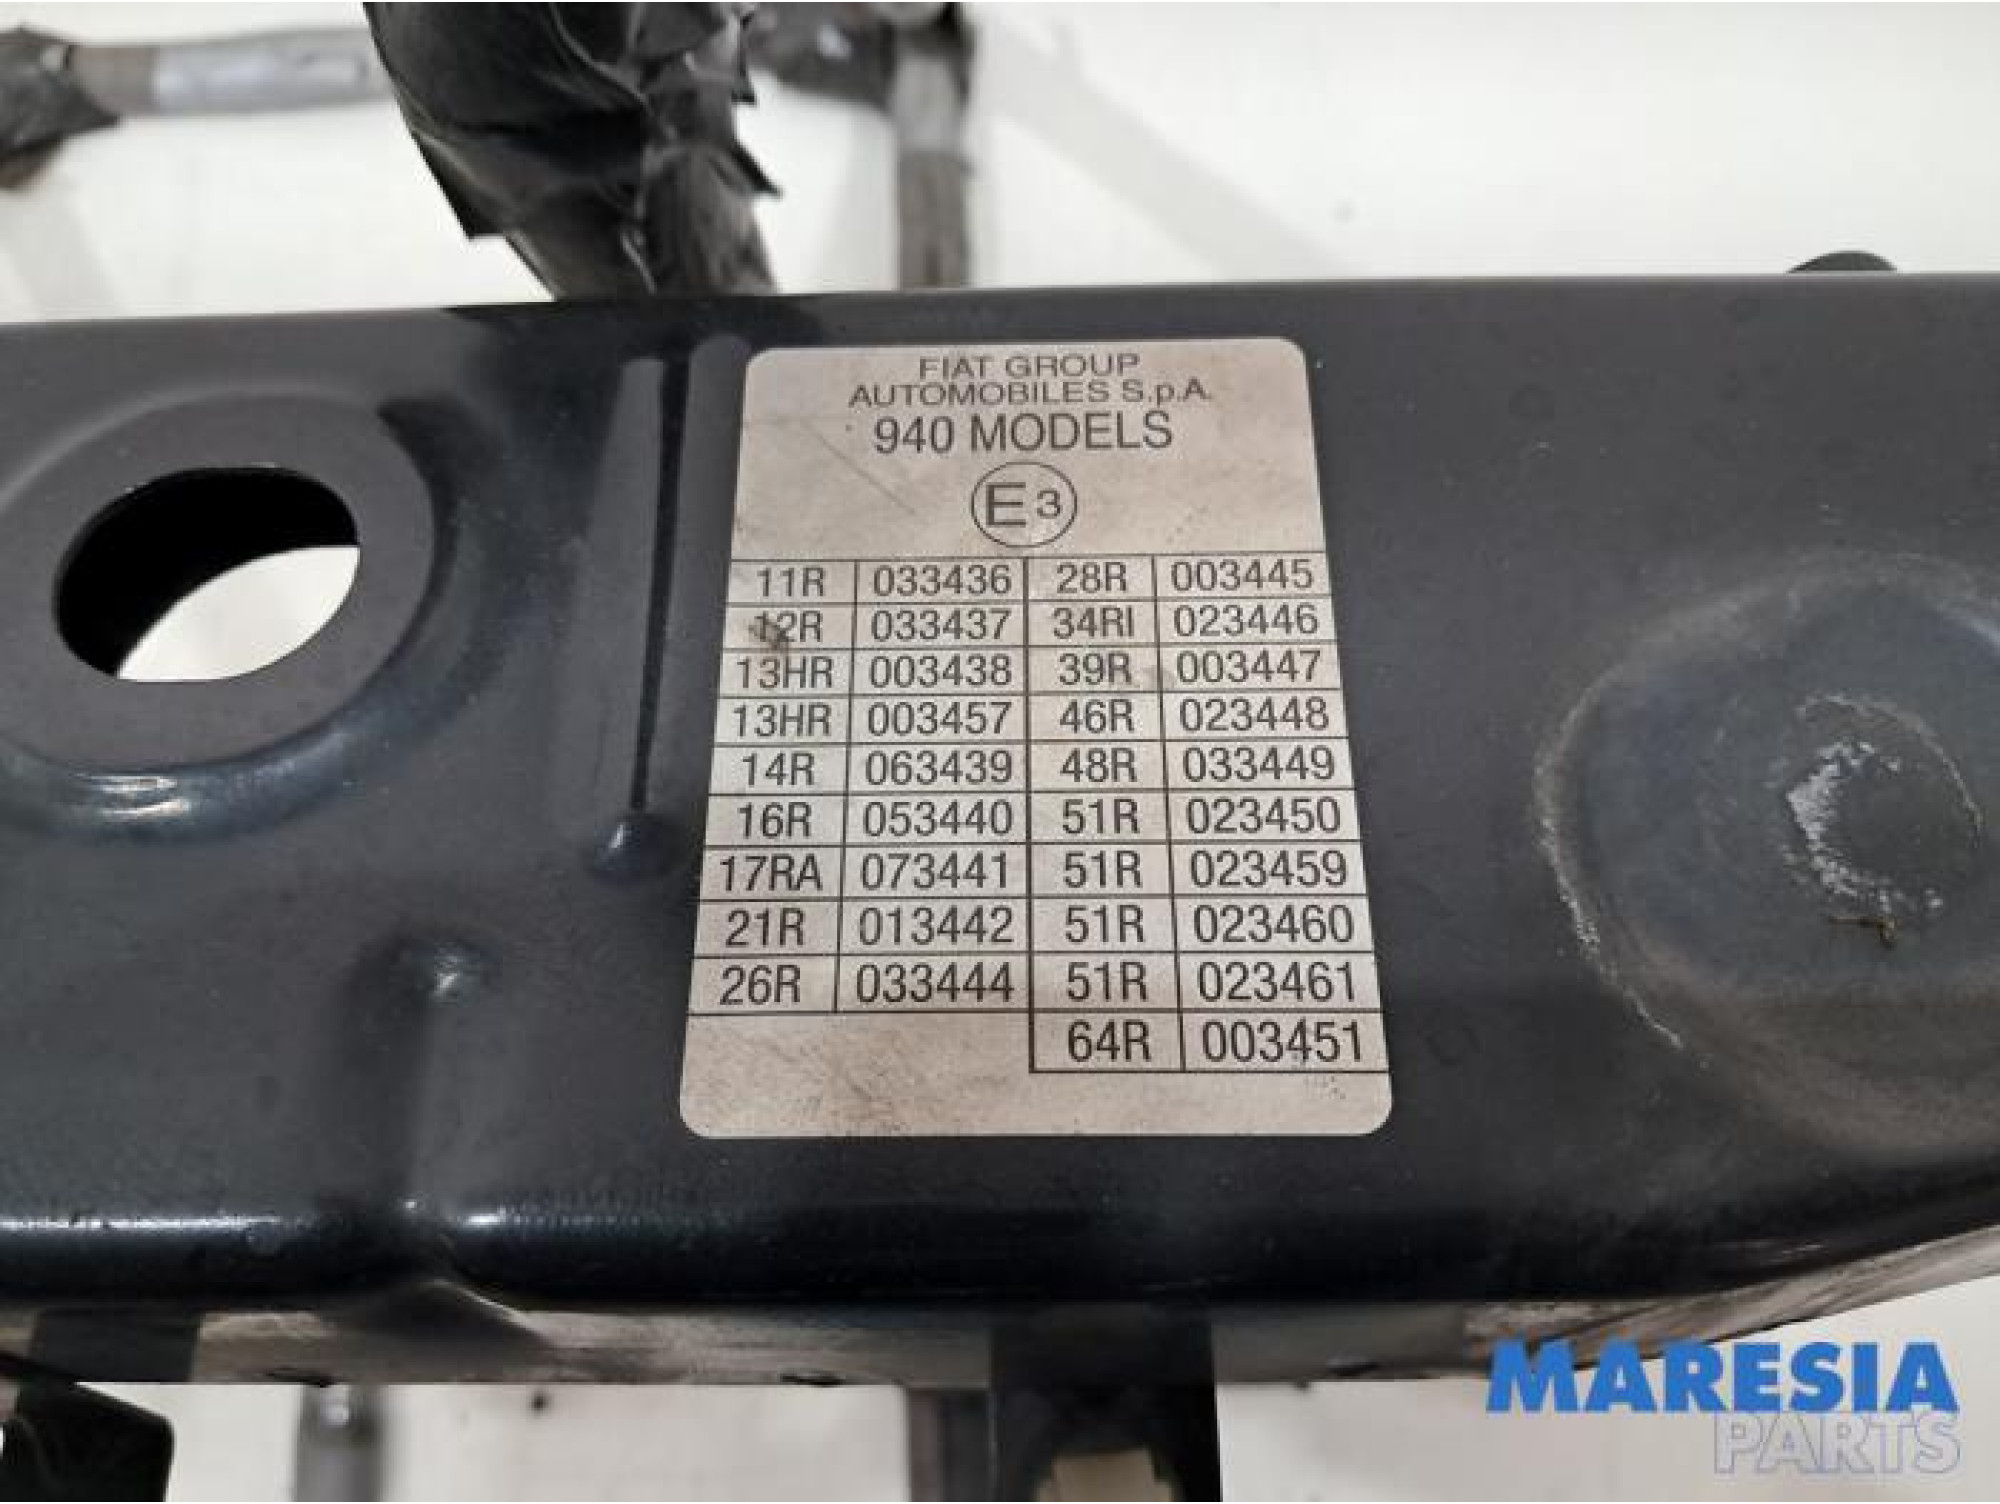 FIAT GROUP
AUTOMOBILES S.p.A.
940 MODELS
E3
11R 033436 28R 003445
12R 033437 34RI 023446
13HR 003438 39R 003447
13HR 003457 46R 023448
14R 063439 48R 033449
16R 053440 51R 023450
17RA 073441 51R 023459
21R 013442 51R 023460
26R 033444 51R 023461
64R 003451
MARESIA
PARTS